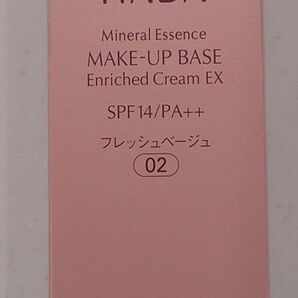 Mineral Essence
MAKE-UP BASE
Enriched Cream EX
SPF14/PA++
フレッシュベージュ
02